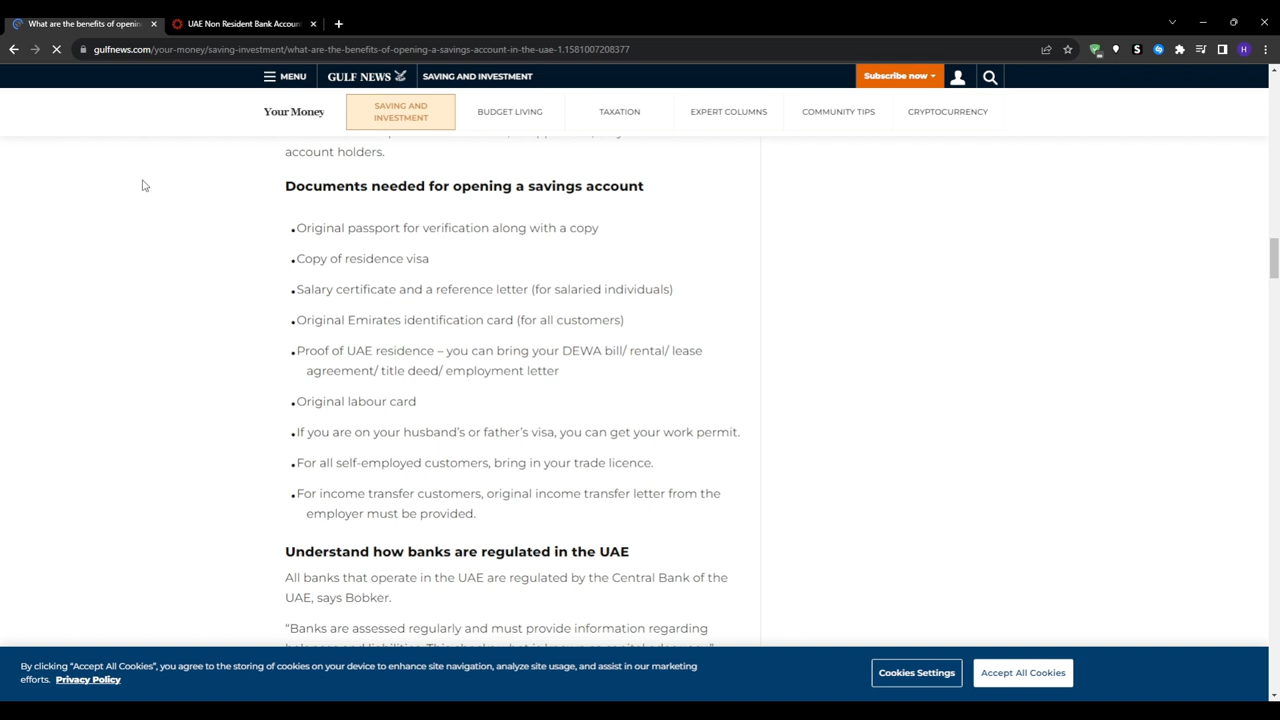 What are the benefits of openin
UAE Non Resident Bank Accoun
gulfnews.com/your-money/saving-investment/what-are-the-benefits-of-opening-a-savings-account-in-the-uae-1.1581007208377
S
H
MENU
GULF NEWS
SAVING AND INVESTMENT
Subscribe now
Your Money
SAVING AND
INVESTMENT
BUDGET LIVING
TAXATION
EXPERT COLUMNS
COMMUNITY TIPS
CRYPTOCURRENCY
account holders.
Documents needed for opening a savings account
• Original passport for verification along with a copy
• Copy of residence visa
• Salary certificate and a reference letter (for salaried individuals)
• Original Emirates identification card (for all customers)
• Proof of UAE residence – you can bring your DEWA bill/ rental/ lease
agreement/ title deed/ employment letter
• Original labour card
• If you are on your husband's or father's visa, you can get your work permit.
• For all self-employed customers, bring in your trade licence.
• For income transfer customers, original income transfer letter from the
employer must be provided.
Understand how banks are regulated in the UAE
All banks that operate in the UAE are regulated by the Central Bank of the
UAE, says Bobker.
“Banks are assessed regularly and must provide information regarding
By clicking “Accept All Cookies”, you agree to the storing of cookies on your device to enhance site navigation, analyze site usage, and assist in our marketing
efforts. Privacy Policy
Cookies Settings
Accept All Cookies